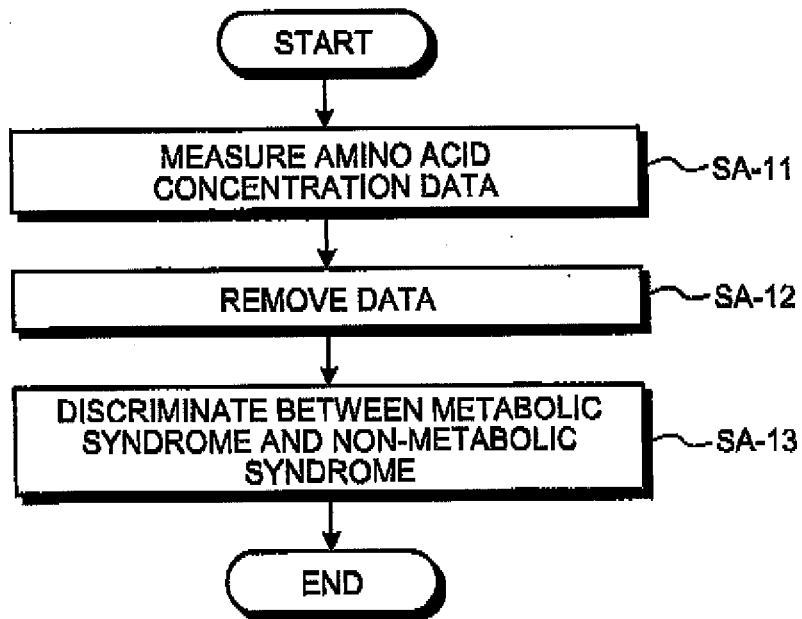 START
MEASURE AMINO ACID
CONCENTRATION DATA
SA-11
REMOVE DATA
SA-12
DISCRIMINATE BETWEEN METABOLIC
SYNDROME AND NON-METABOLIC
SYNDROME
SA-13
END